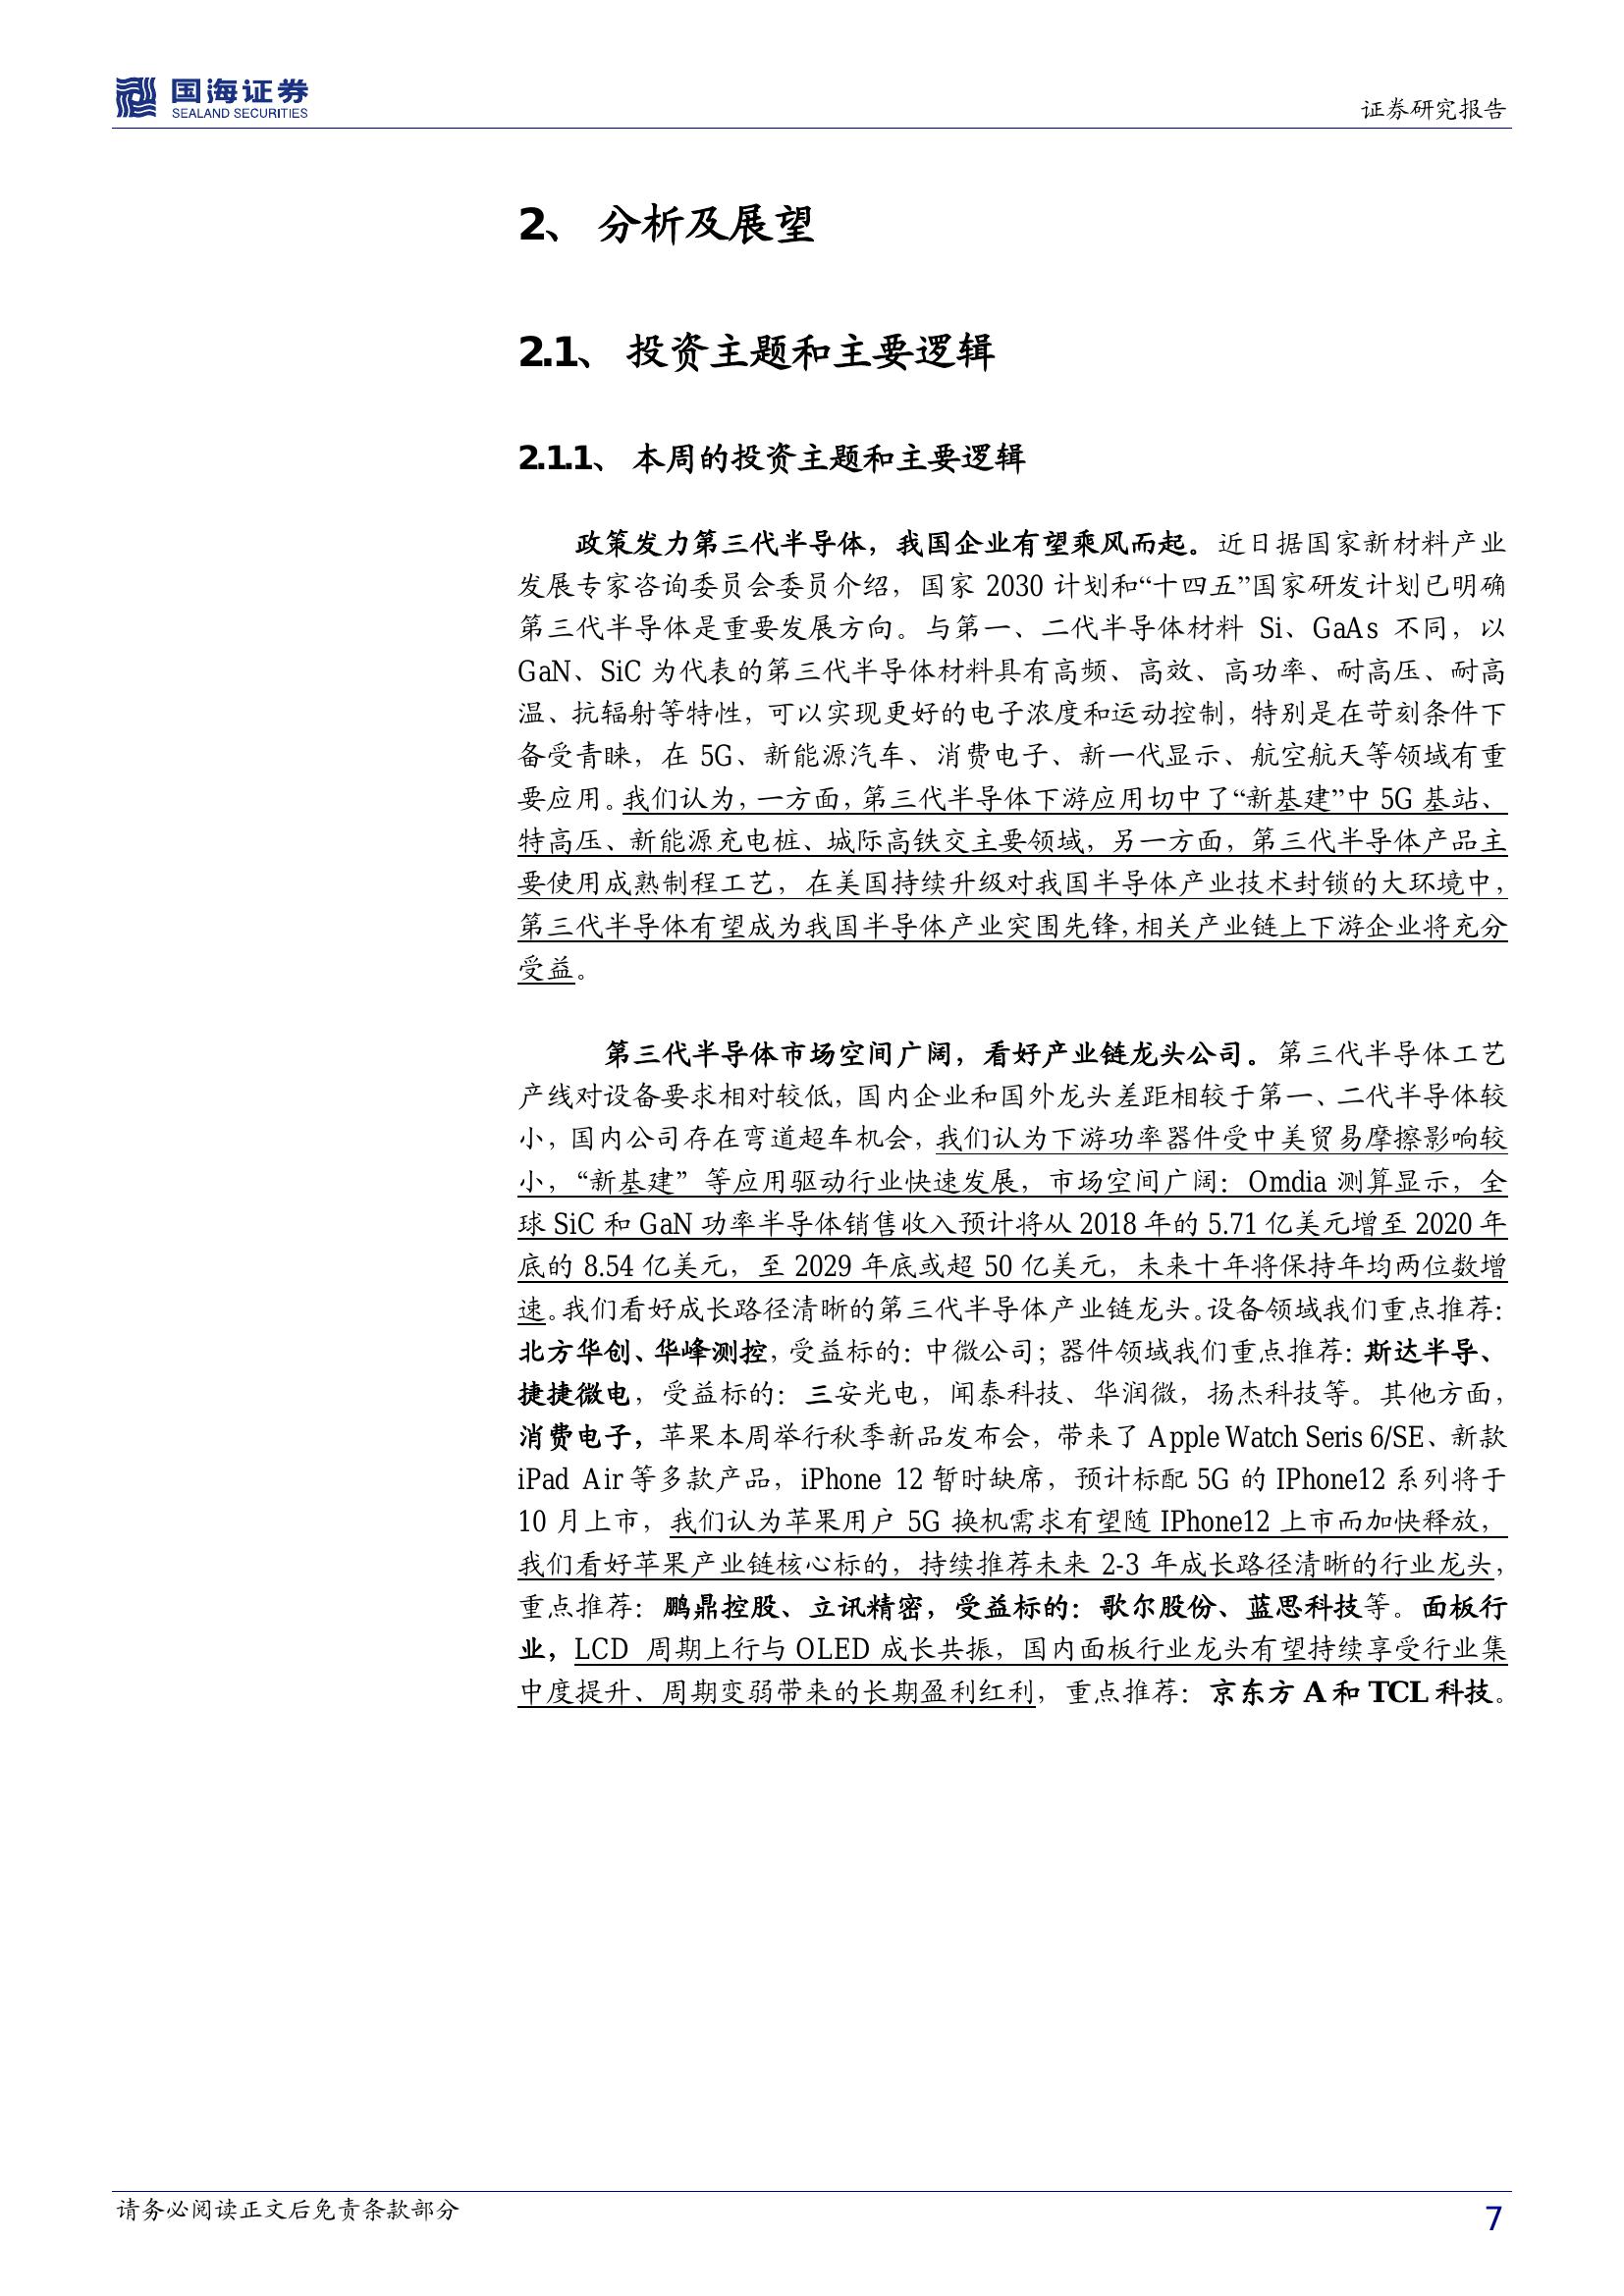 国海证券
SEALAND SECURITIES
证券研究报告
2、 分析及展望
2.1、 投资主题和主要逻辑
2.1.1、 本周的投资主题和主要逻辑
政策发力第三代半导体，我国企业有望乘风而起。近日据国家新材料产业
发展专家咨询委员会委员介绍，国家 2030 计划和“十四五”国家研发计划已明确
第三代半导体是重要发展方向。与第一、二代半导体材料 Si、GaAs 不同，以
GaN、SiC 为代表的第三代半导体材料具有高频、高效、高功率、耐高压、耐高
温、抗辐射等特性，可以实现更好的电子浓度和运动控制，特别是在苛刻条件下
备受青睐，在 5G、新能源汽车、消费电子、新一代显示、航空航天等领域有重
要应用。我们认为，一方面，第三代半导体下游应用切中了“新基建”中 5G 基站、
特高压、新能源充电桩、城际高铁交主要领域，另一方面，第三代半导体产品主
要使用成熟制程工艺，在美国持续升级对我国半导体产业技术封锁的大环境中，
第三代半导体有望成为我国半导体产业突围先锋，相关产业链上下游企业将充分
受益。
第三代半导体市场空间广阔，看好产业链龙头公司。第三代半导体工艺
产线对设备要求相对较低，国内企业和国外龙头差距相较于第一、二代半导体较
小，国内公司存在弯道超车机会，我们认为下游功率器件受中美贸易摩擦影响较
小，“新基建” 等应用驱动行业快速发展，市场空间广阔：Omdia 测算显示，全
球 SiC 和 GaN 功率半导体销售收入预计将从 2018 年的 5.71 亿美元增至 2020 年
底的 8.54 亿美元，至 2029 年底或超 50 亿美元，未来十年将保持年均两位数增
速。我们看好成长路径清晰的第三代半导体产业链龙头。设备领域我们重点推荐：
北方华创、华峰测控，受益标的：中微公司；器件领域我们重点推荐：斯达半导、
捷捷微电，受益标的：三安光电，闻泰科技、华润微，扬杰科技等。其他方面，
消费电子，苹果本周举行秋季新品发布会，带来了 Apple Watch Seris 6/SE、新款
iPad Air 等多款产品，iPhone 12 暂时缺席，预计标配 5G 的 IPhone12 系列将于
10 月上市，我们认为苹果用户 5G 换机需求有望随 IPhone12 上市而加快释放，
我们看好苹果产业链核心标的，持续推荐未来 2-3 年成长路径清晰的行业龙头，
重点推荐：鹏鼎控股、立讯精密，受益标的：歌尔股份、蓝思科技等。面板行
业，LCD 周期上行与 OLED 成长共振，国内面板行业龙头有望持续享受行业集
中度提升、周期变弱带来的长期盈利红利，重点推荐：京东方 A 和 TCL 科技。
请务必阅读正文后免责条款部分
7